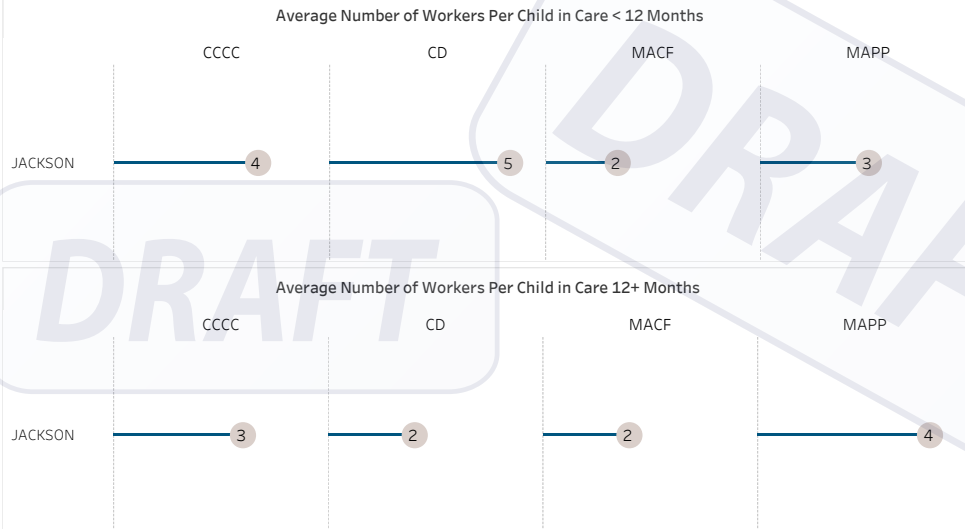 Average Number of Workers Per Child in Care < 12 Months
CCCC CD MACF MAPP
JACKSON 4 5 2 3
DRAFT
DRAF
Average Number of Workers Per Child in Care 12+ Months
CCCC CD MACF MAPP
JACKSON 3 2 2 4